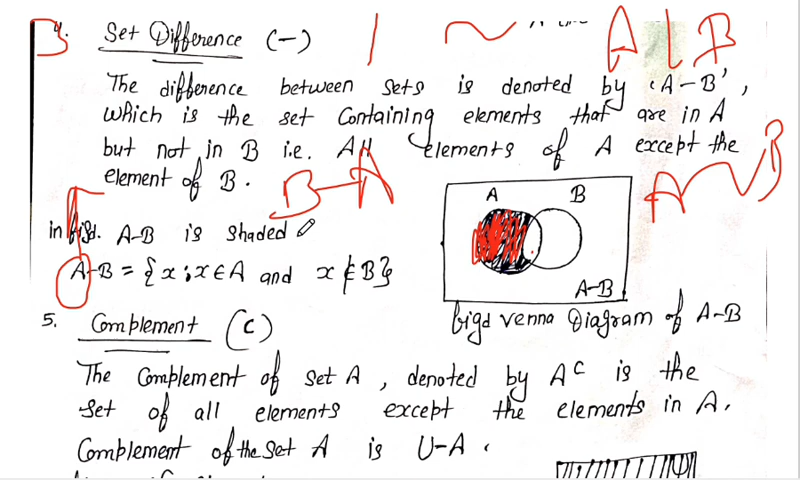 4. Set Difference (-) | ~ A | B
The difference between sets is denoted by 'A-B',
which is the set Containing elements that are in A
but not in B i.e. All elements of A except the
element of B.
B-A
A~B
in fig. A-B is shaded
A-B = {x ; x ∈ A and x ∉ B}
A B
A-B
figd venna Diagram of A-B
5. Complement (C)
The Complement of Set A, denoted by A^C is the
set of all elements except the elements in A.
Complement of the Set A is U-A.